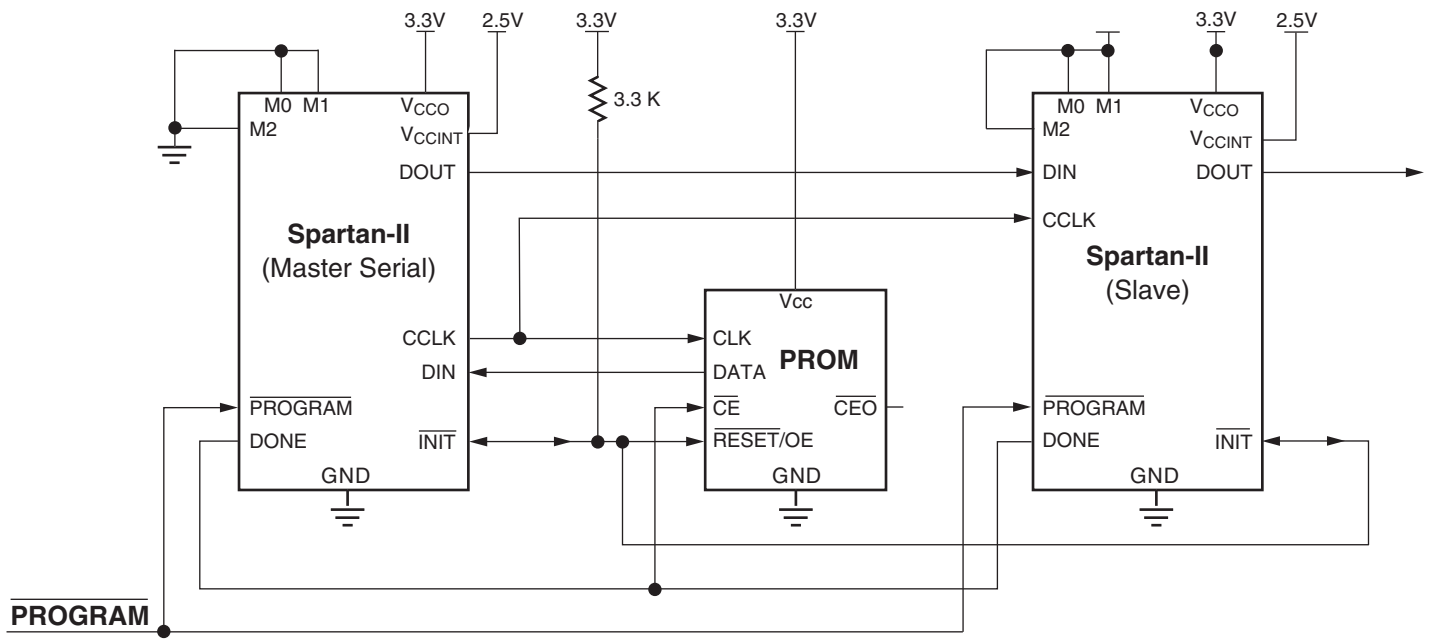 3.3V 2.5V 3.3V 3.3V 3.3V 2.5V
3.3 K
M0 M1 VCCO
M2
VCCINT
DOUT
Spartan-II
(Master Serial)
CCLK
DIN
PROGRAM
DONE
INIT
GND
Vcc
CLK
PROM
DATA
CE
CEO
RESET/OE
GND
M0 M1 VCCO
M2
VCCINT
DIN
DOUT
CCLK
Spartan-II
(Slave)
PROGRAM
DONE
INIT
GND
PROGRAM